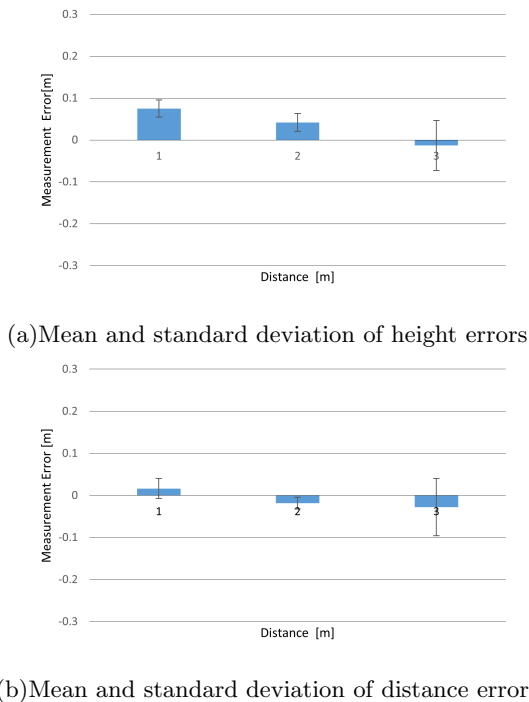 0.3
0.2
0.1
0
-0.1
-0.2
-0.3
Measurement Error[m]
1 2 3
Distance [m]
(a)Mean and standard deviation of height errors
0.3
0.2
0.1
0
-0.1
-0.2
-0.3
Measurement Error [m]
1 2 3
Distance [m]
(b)Mean and standard deviation of distance error